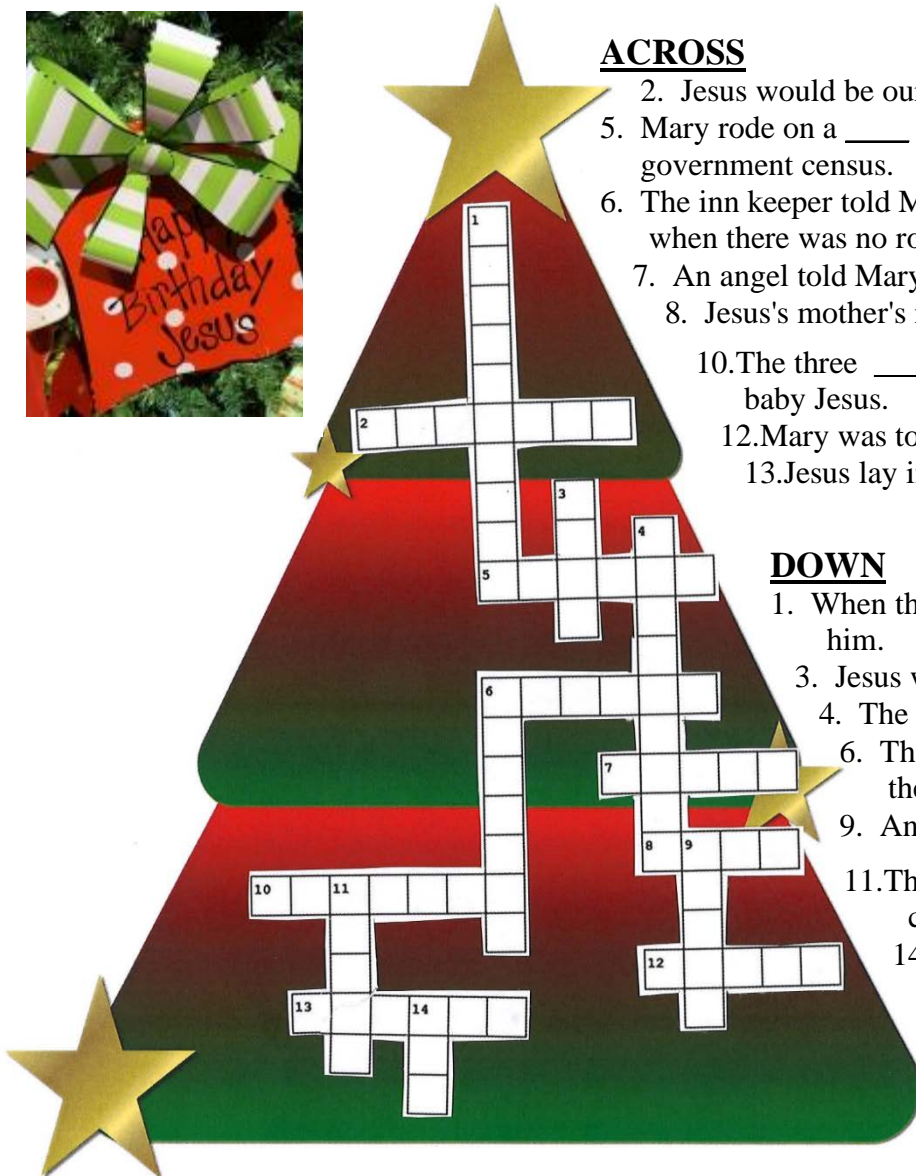 Happy
Birthday
Jesus
ACROSS
2. Jesus would be our
5. Mary rode on a ____
government census.
6. The inn keeper told M
when there was no ro
7. An angel told Mary
8. Jesus's mother's
10.The three ____
baby Jesus.
12.Mary was to
13.Jesus lay i
DOWN
1. When th
him.
3. Jesus
4. The
6. Th
the
9. An
11.Th
c
14
1
2
3
4
5
6
7
8 9
10 11
12
13 14